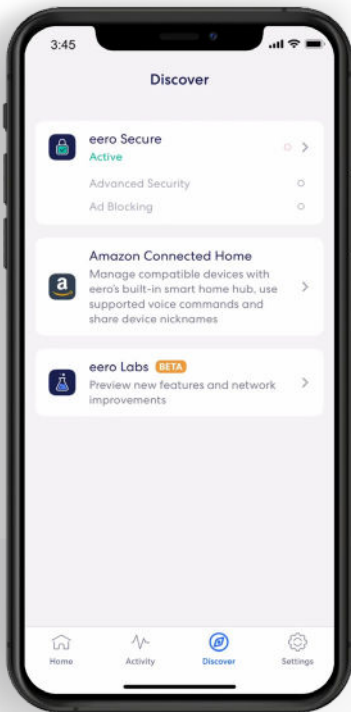 3:45
Discover
eero Secure
Active
Advanced Security
Ad Blocking
Amazon Connected Home
Manage compatible devices with
eero's built-in smart home hub, use
supported voice commands and
share device nicknames
eero Labs BETA
Preview new features and network
improvements
Home Activity Discover Settings